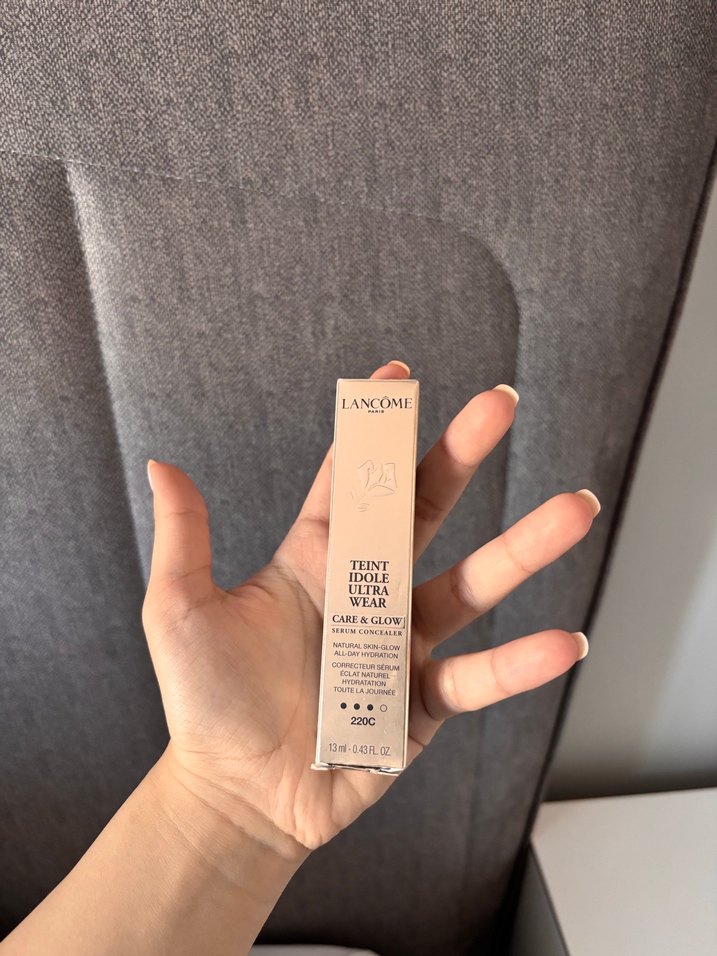 LANCÔME
PARIS
TEINT
IDOLE
ULTRA
WEAR
CARE & GLOW
SERUM CONCEALER
NATURAL SKIN-GLOW
ALL-DAY HYDRATION
CORRECTEUR SÉRUM
ÉCLAT NATUREL
HYDRATATION
TOUTE LA JOURNÉE
220C
13 ml - 0.43 FL. OZ.